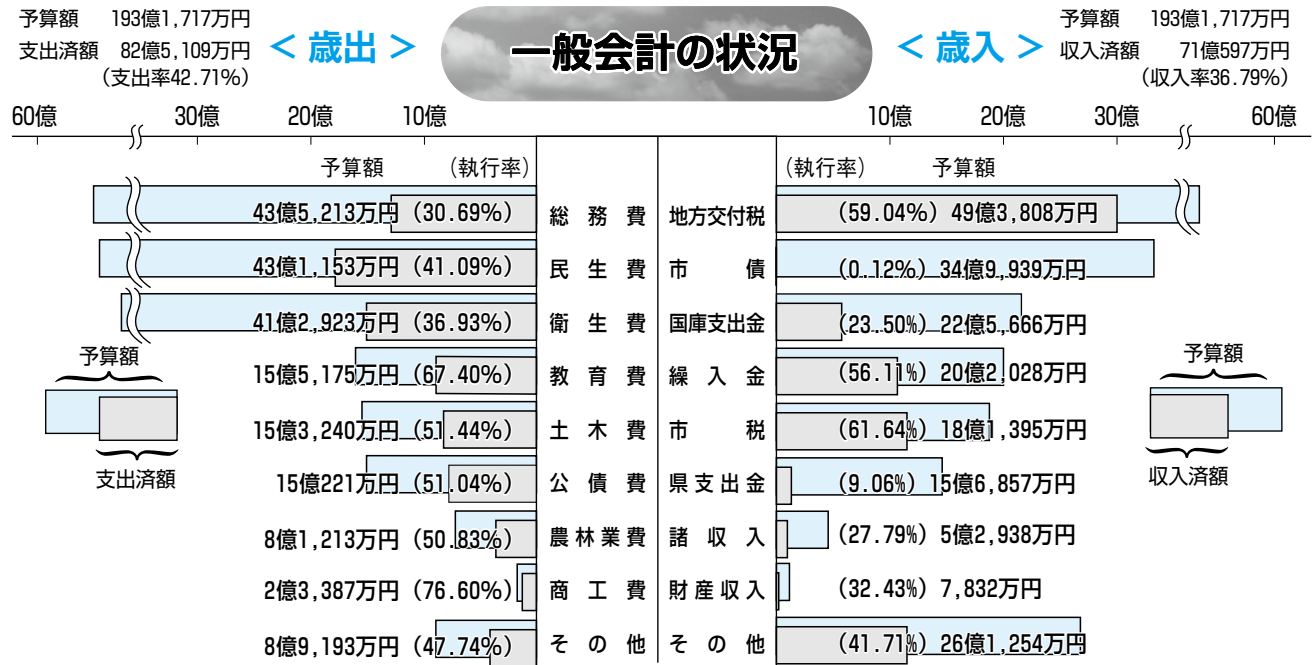 一般会計の状況
＜ 歳出 ＞
予算額　193億1,717万円
支出済額　82億5,109万円
（支出率42.71%）
＜ 歳入 ＞
予算額　193億1,717万円
収入済額　71億597万円
（収入率36.79%）
60億 30億 20億 10億 10億 20億 30億 60億
予算額 （執行率） （執行率） 予算額
43億5,213万円（30.69%） 総務費 地方交付税 （59.04%）49億3,808万円
43億1,153万円（41.09%） 民生費 市債 （0.12%）34億9,939万円
41億2,923万円（36.93%） 衛生費 国庫支出金 （23.50%）22億5,666万円
15億5,175万円（67.40%） 教育費 繰入金 （56.11%）20億2,028万円
15億3,240万円（51.44%） 土木費 市税 （61.64%）18億1,395万円
15億221万円（51.04%） 公債費 県支出金 （9.06%）15億6,857万円
8億1,213万円（50.83%） 農林業費 諸収入 （27.79%）5億2,938万円
2億3,387万円（76.60%） 商工費 財産収入 （32.43%）7,832万円
8億9,193万円（47.74%） その他 その他 （41.71%）26億1,254万円
予算額
支出済額
予算額
収入済額